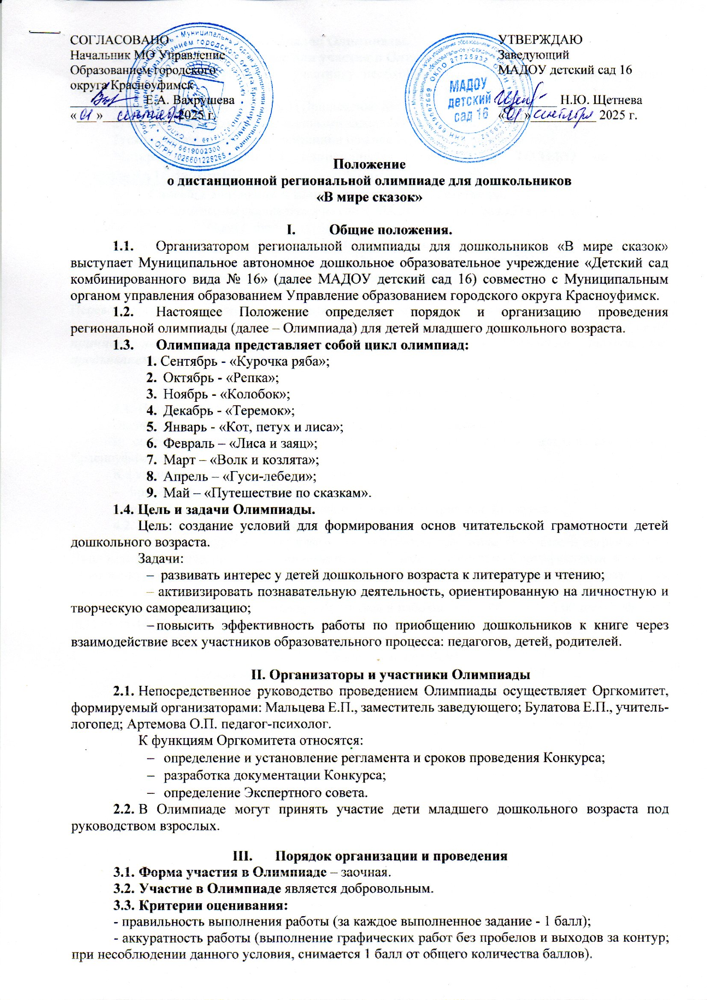 СОГЛАСОВАНО
Начальник МО Управление
Образованием городского
округа Красноуфимск
Е.А. Вахрушева
«01» сентября 2025 г.
УТВЕРЖДАЮ
Заведующий
МАДОУ детский сад 16
Н.Ю. Щетнева
«01» сентября 2025 г.
МАДОУ
детский
сад 16
ОКПО 27725932
ИНН 6619002300
ОГРН 1026601228265
Положение
о дистанционной региональной олимпиаде для дошкольников
«В мире сказок»
I. Общие положения.
1.1. Организатором региональной олимпиады для дошкольников «В мире сказок»
выступает Муниципальное автономное дошкольное образовательное учреждение «Детский сад
комбинированного вида № 16» (далее МАДОУ детский сад 16) совместно с Муниципальным
органом управления образованием Управление образованием городского округа Красноуфимск.
1.2. Настоящее Положение определяет порядок и организацию проведения
региональной олимпиады (далее – Олимпиада) для детей младшего дошкольного возраста.
1.3. Олимпиада представляет собой цикл олимпиад:
1. Сентябрь - «Курочка ряба»;
2. Октябрь - «Репка»;
3. Ноябрь - «Колобок»;
4. Декабрь - «Теремок»;
5. Январь - «Кот, петух и лиса»;
6. Февраль – «Лиса и заяц»;
7. Март – «Волк и козлята»;
8. Апрель – «Гуси-лебеди»;
9. Май – «Путешествие по сказкам».
1.4. Цель и задачи Олимпиады.
Цель: создание условий для формирования основ читательской грамотности детей
дошкольного возраста.
Задачи:
– развивать интерес у детей дошкольного возраста к литературе и чтению;
– активизировать познавательную деятельность, ориентированную на личностную и
творческую самореализацию;
– повысить эффективность работы по приобщению дошкольников к книге через
взаимодействие всех участников образовательного процесса: педагогов, детей, родителей.
II. Организаторы и участники Олимпиады
2.1. Непосредственное руководство проведением Олимпиады осуществляет Оргкомитет,
формируемый организаторами: Мальцева Е.П., заместитель заведующего; Булатова Е.П., учитель-
логопед; Артемова О.П. педагог-психолог.
К функциям Оргкомитета относятся:
– определение и установление регламента и сроков проведения Конкурса;
– разработка документации Конкурса;
– определение Экспертного совета.
2.2. В Олимпиаде могут принять участие дети младшего дошкольного возраста под
руководством взрослых.
III. Порядок организации и проведения
3.1. Форма участия в Олимпиаде – заочная.
3.2. Участие в Олимпиаде является добровольным.
3.3. Критерии оценивания:
- правильность выполнения работы (за каждое выполненное задание - 1 балл);
- аккуратность работы (выполнение графических работ без пробелов и выходов за контур;
при несоблюдении данного условия, снимается 1 балл от общего количества баллов).